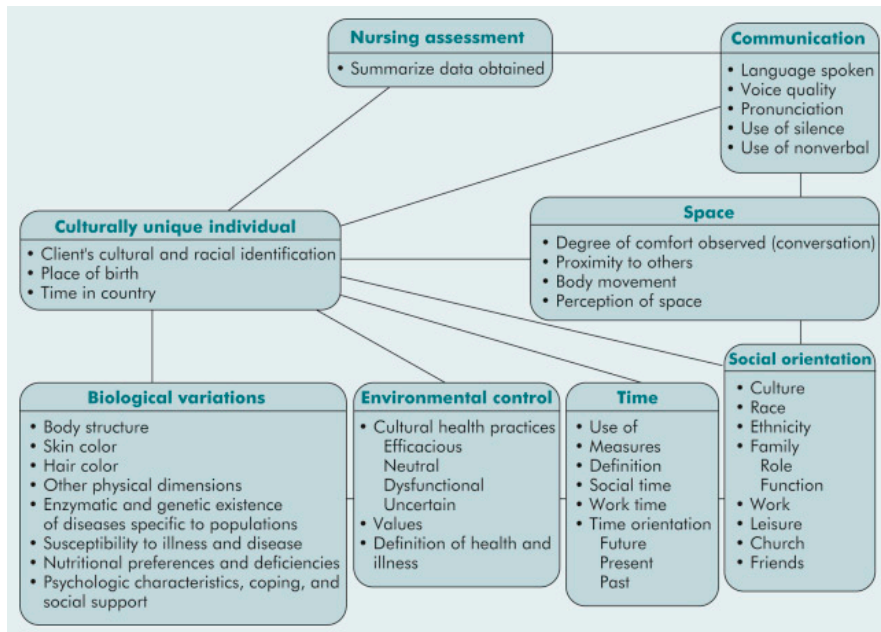 Nursing assessment
• Summarize data obtained
Communication
• Language spoken
• Voice quality
• Pronunciation
• Use of silence
• Use of nonverbal
Culturally unique individual
• Client's cultural and racial identification
• Place of birth
• Time in country
Space
• Degree of comfort observed (conversation)
• Proximity to others
• Body movement
• Perception of space
Biological variations
• Body structure
• Skin color
• Hair color
• Other physical dimensions
• Enzymatic and genetic existence
of diseases specific to populations
• Susceptibility to illness and disease
• Nutritional preferences and deficiencies
• Psychologic characteristics, coping, and
social support
Environmental control
• Cultural health practices
Efficacious
Neutral
Dysfunctional
Uncertain
• Values
• Definition of health and
illness
Time
• Use of
• Measures
• Definition
• Social time
• Work time
• Time orientation
Future
Present
Past
Social orientation
• Culture
• Race
• Ethnicity
• Family
Role
Function
• Work
• Leisure
• Church
• Friends